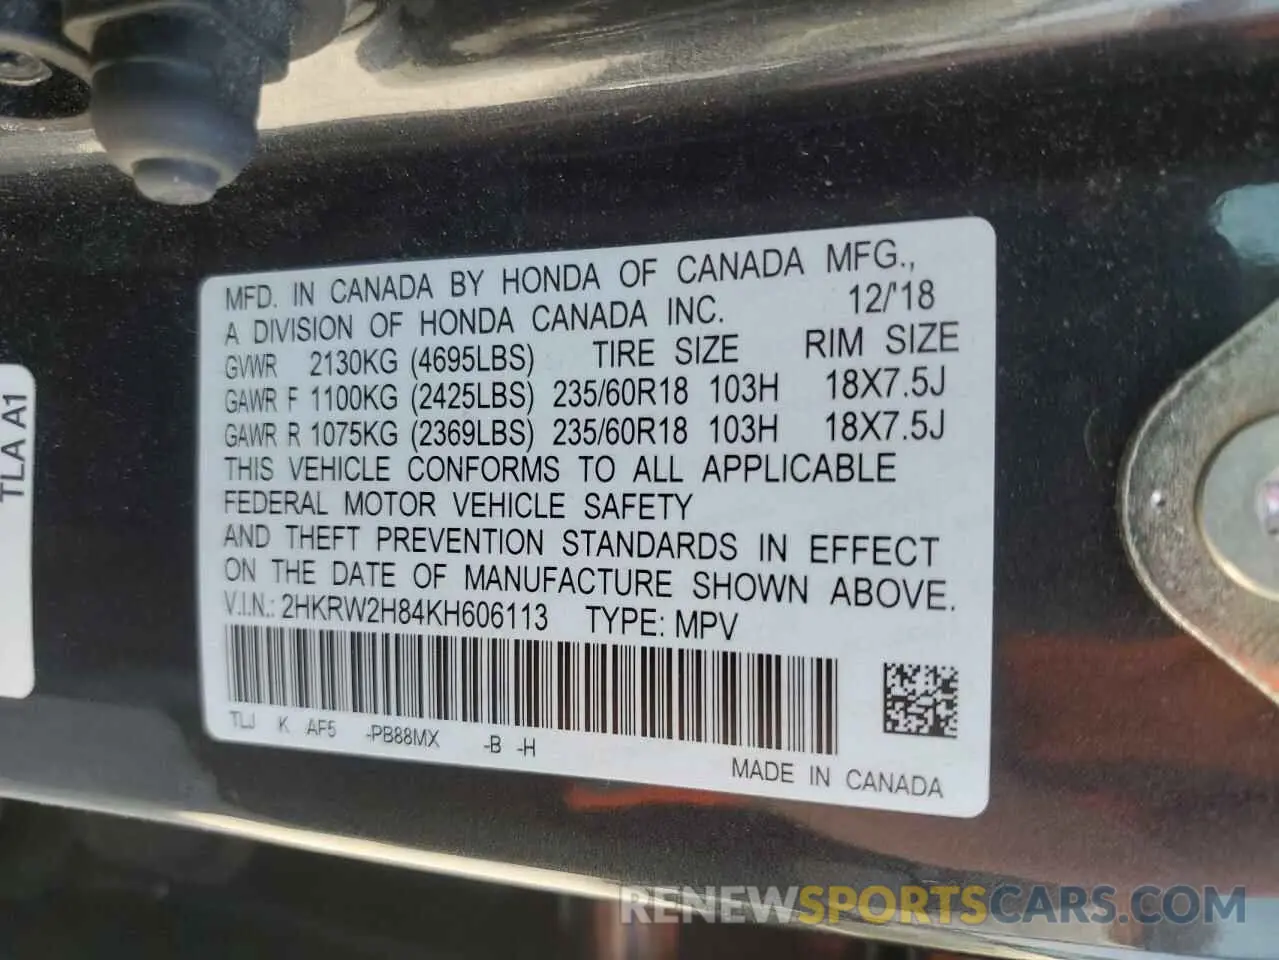 MFD. IN CANADA BY HONDA OF CANADA MFG.,
A DIVISION OF HONDA CANADA INC. 12/'18
GVWR 2130KG (4695LBS) TIRE SIZE RIM SIZE
GAWR F 1100KG (2425LBS) 235/60R18 103H 18X7.5J
GAWR R 1075KG (2369LBS) 235/60R18 103H 18X7.5J
THIS VEHICLE CONFORMS TO ALL APPLICABLE
FEDERAL MOTOR VEHICLE SAFETY
AND THEFT PREVENTION STANDARDS IN EFFECT
ON THE DATE OF MANUFACTURE SHOWN ABOVE.
V.I.N.: 2HKRW2H84KH606113 TYPE: MPV
TLJ K AF5 -PB88MX -B -H
MADE IN CANADA
TLA A1
RENEWSPORTSCARS.COM